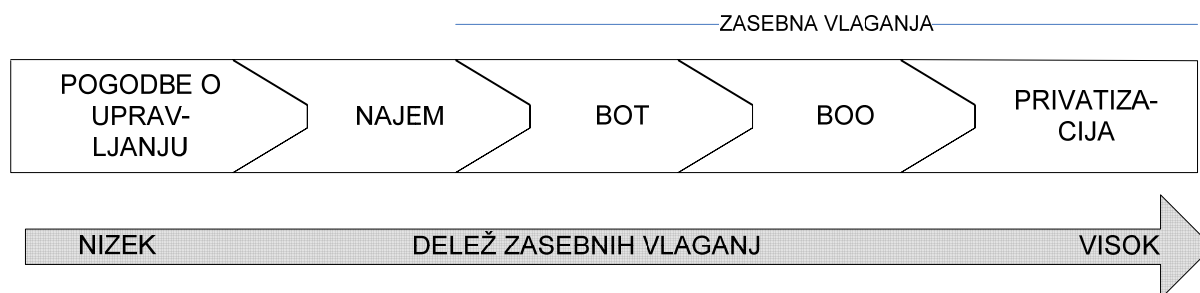 ZASEBNA VLAGANJA
POGODBE O
UPRAV-
LJANJU
NAJEM
BOT
BOO
PRIVATIZA-
CIJA
NIZEK
DELEŽ ZASEBNIH VLAGANJ
VISOK